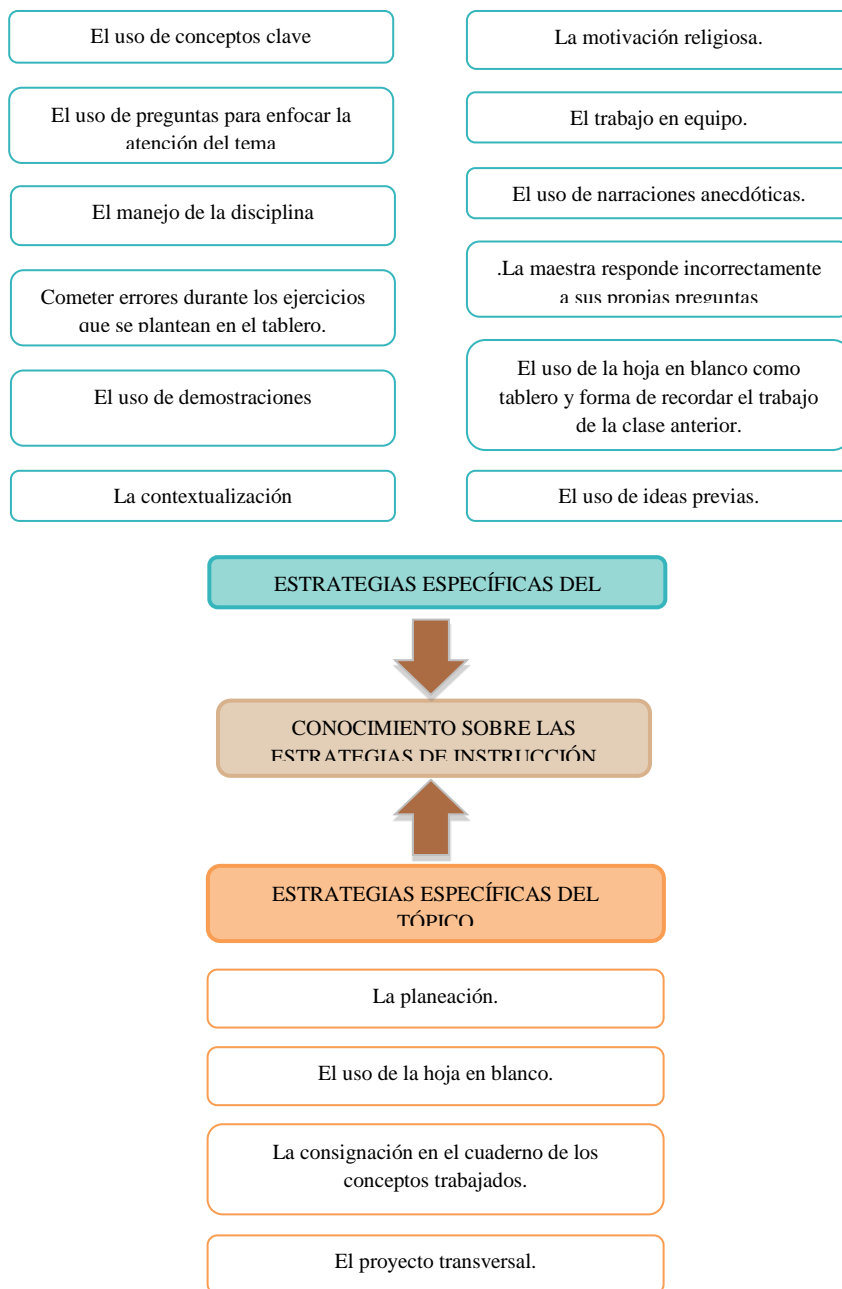 El uso de conceptos clave
El uso de preguntas para enfocar la
atención del tema
El manejo de la disciplina
Cometer errores durante los ejercicios
que se plantean en el tablero.
El uso de demostraciones
La contextualización
La motivación religiosa.
El trabajo en equipo.
El uso de narraciones anecdóticas.
.La maestra responde incorrectamente
a sus propias preguntas
El uso de la hoja en blanco como
tablero y forma de recordar el trabajo
de la clase anterior.
El uso de ideas previas.
ESTRATEGIAS ESPECÍFICAS DEL
CONOCIMIENTO SOBRE LAS
ESTRATEGIAS DE INSTRUCCIÓN
ESTRATEGIAS ESPECÍFICAS DEL
TÓPICO
La planeación.
El uso de la hoja en blanco.
La consignación en el cuaderno de los
conceptos trabajados.
El proyecto transversal.